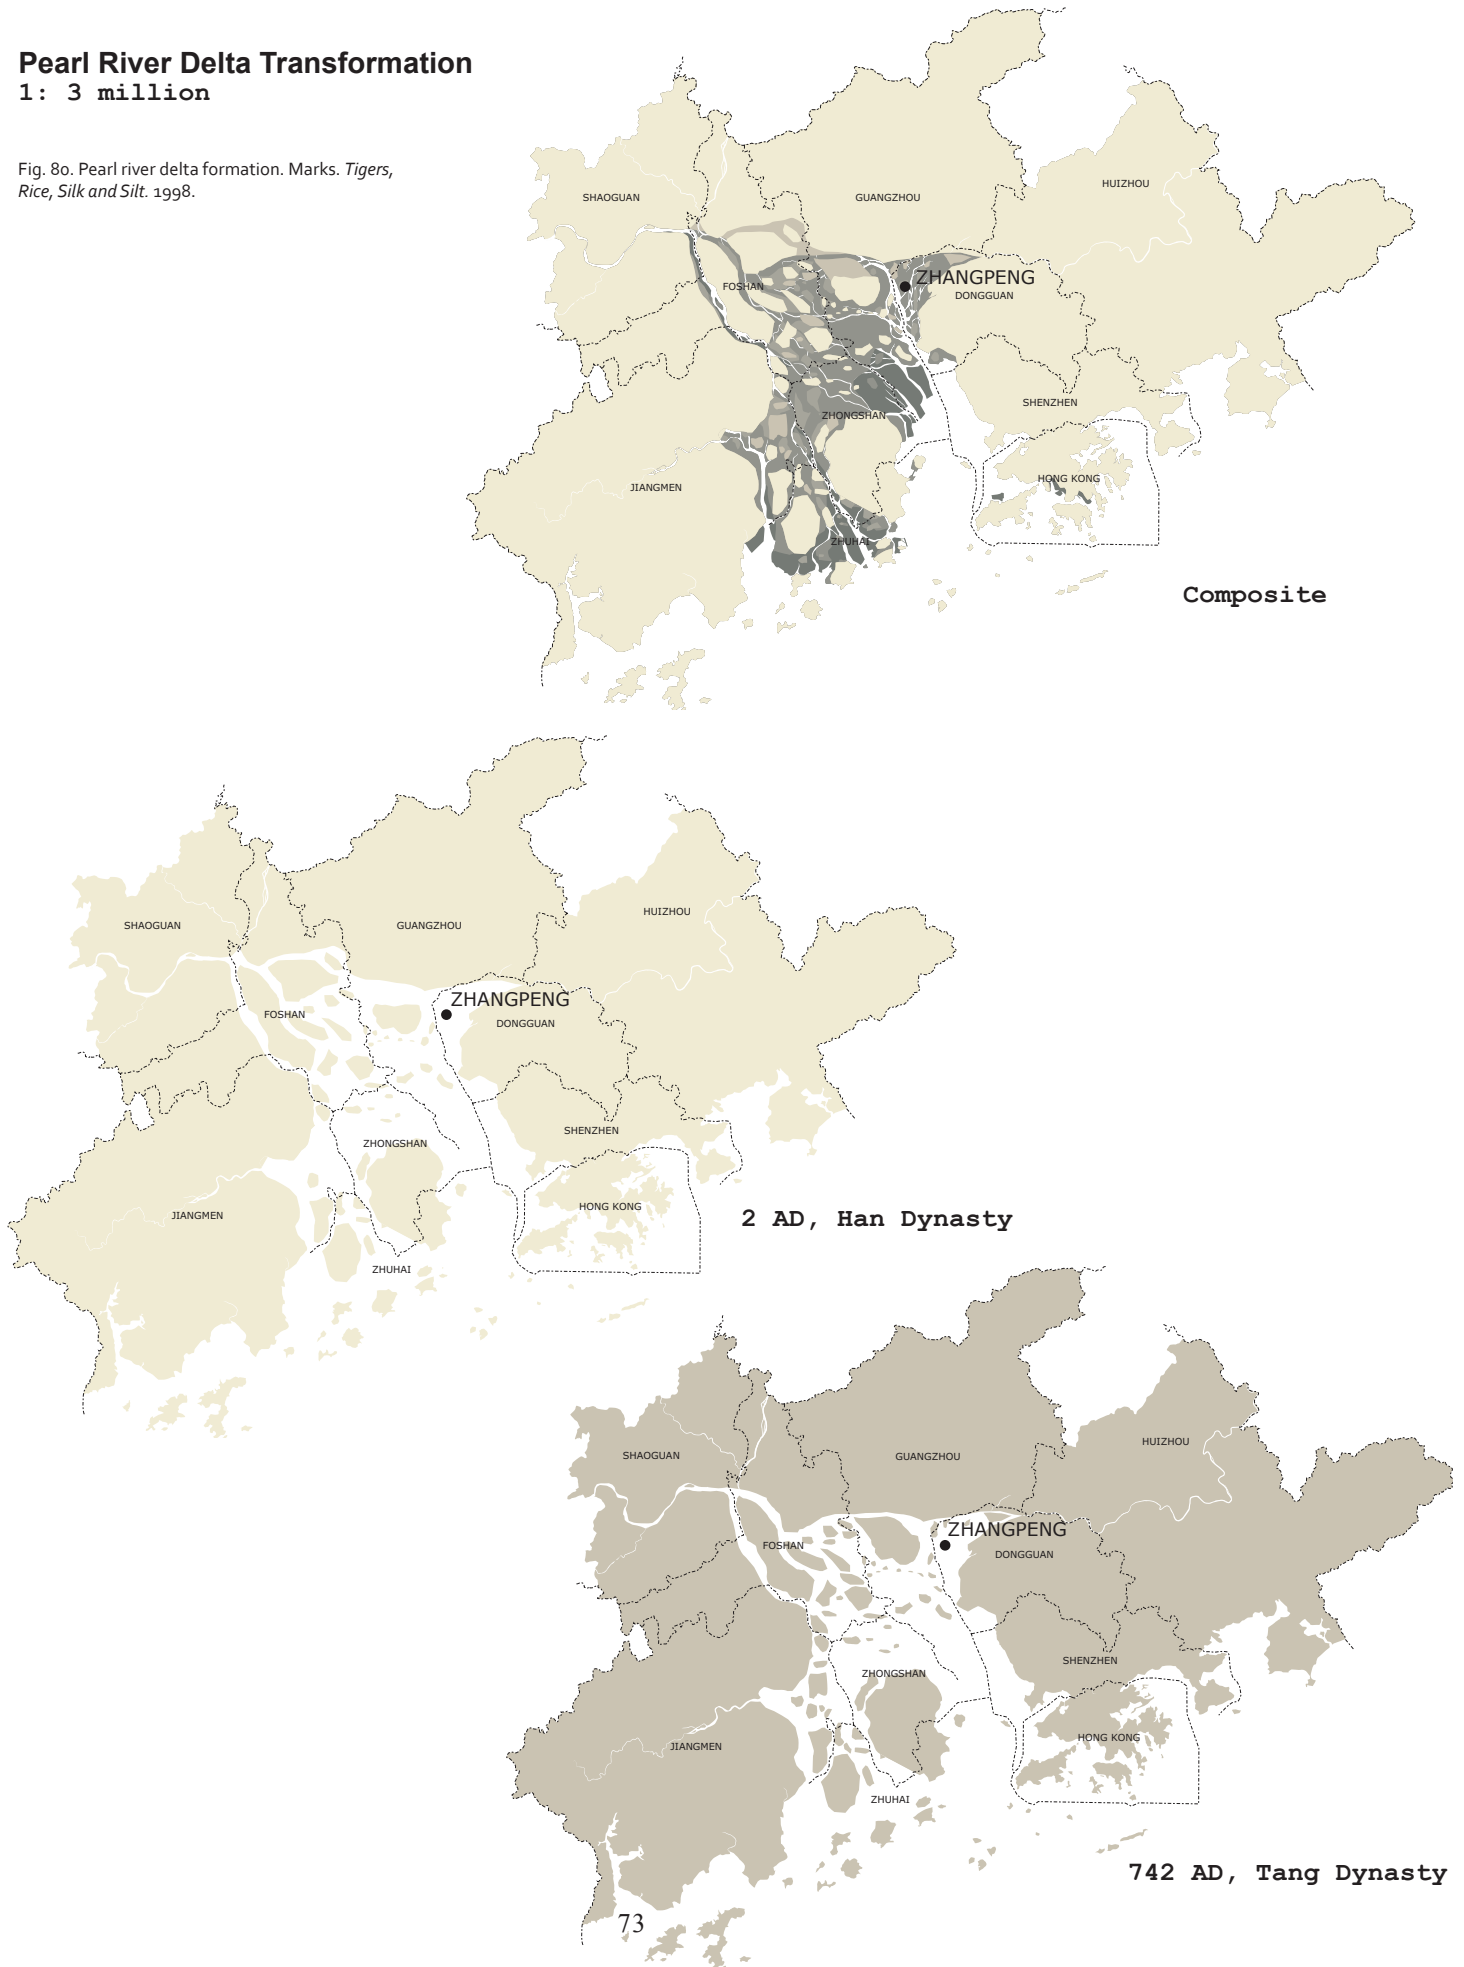 Pearl River Delta Transformation
1: 3 million
Fig. 80. Pearl river delta formation. Marks. Tigers,
Rice, Silk and Silt. 1998.
SHAOGUAN
GUANGZHOU
HUIZHOU
FOSHAN
ZHANGPENG
DONGGUAN
SHENZHEN
ZHONGSHAN
HONG KONG
JIANGMEN
ZHUHAI
Composite
SHAOGUAN
GUANGZHOU
HUIZHOU
ZHANGPENG
FOSHAN
DONGGUAN
SHENZHEN
ZHONGSHAN
HONG KONG
JIANGMEN
ZHUHAI
2 AD, Han Dynasty
SHAOGUAN
GUANGZHOU
HUIZHOU
ZHANGPENG
FOSHAN
DONGGUAN
SHENZHEN
ZHONGSHAN
HONG KONG
JIANGMEN
ZHUHAI
742 AD, Tang Dynasty
73